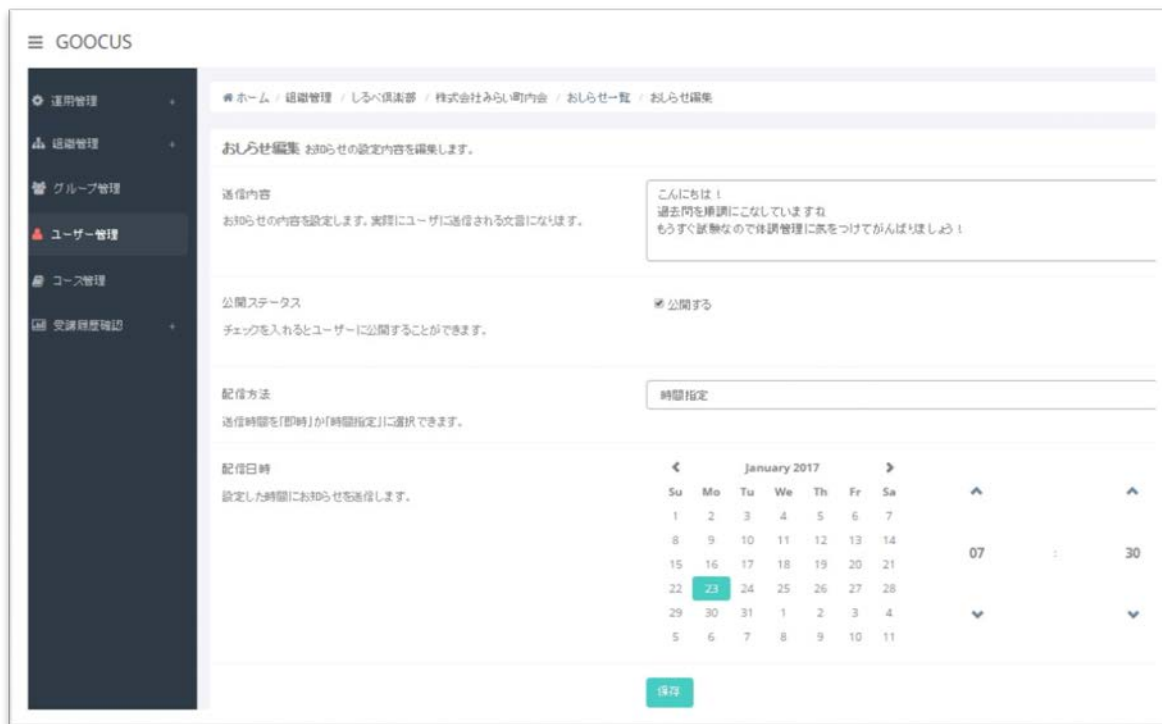 GOOCUS
運用管理 +
組織管理 +
グループ管理
ユーザー管理
コース管理
受講履歴確認 +
ホーム / 組織管理 / しるべ倶楽部 / 株式会社みらい町内会 / おしらせ一覧 / おしらせ編集
おしらせ編集 お知らせの設定内容を編集します。
送信内容
お知らせの内容を設定します。実際にユーザに送信される文言になります。
こんにちは！
過去問を順調にこなしていますね
もうすぐ試験なので体調管理に気をつけてがんばりましょう！
公開ステータス
チェックを入れるとユーザーに公開することができます。
公開する
配信方法
送信時間を「即時」か「時間指定」に選択できます。
時間指定
配信日時
設定した時間にお知らせを送信します。
January 2017
Su Mo Tu We Th Fr Sa
1 2 3 4 5 6 7
8 9 10 11 12 13 14
15 16 17 18 19 20 21
22 23 24 25 26 27 28
29 30 31 1 2 3 4
5 6 7 8 9 10 11
07 : 30
保存